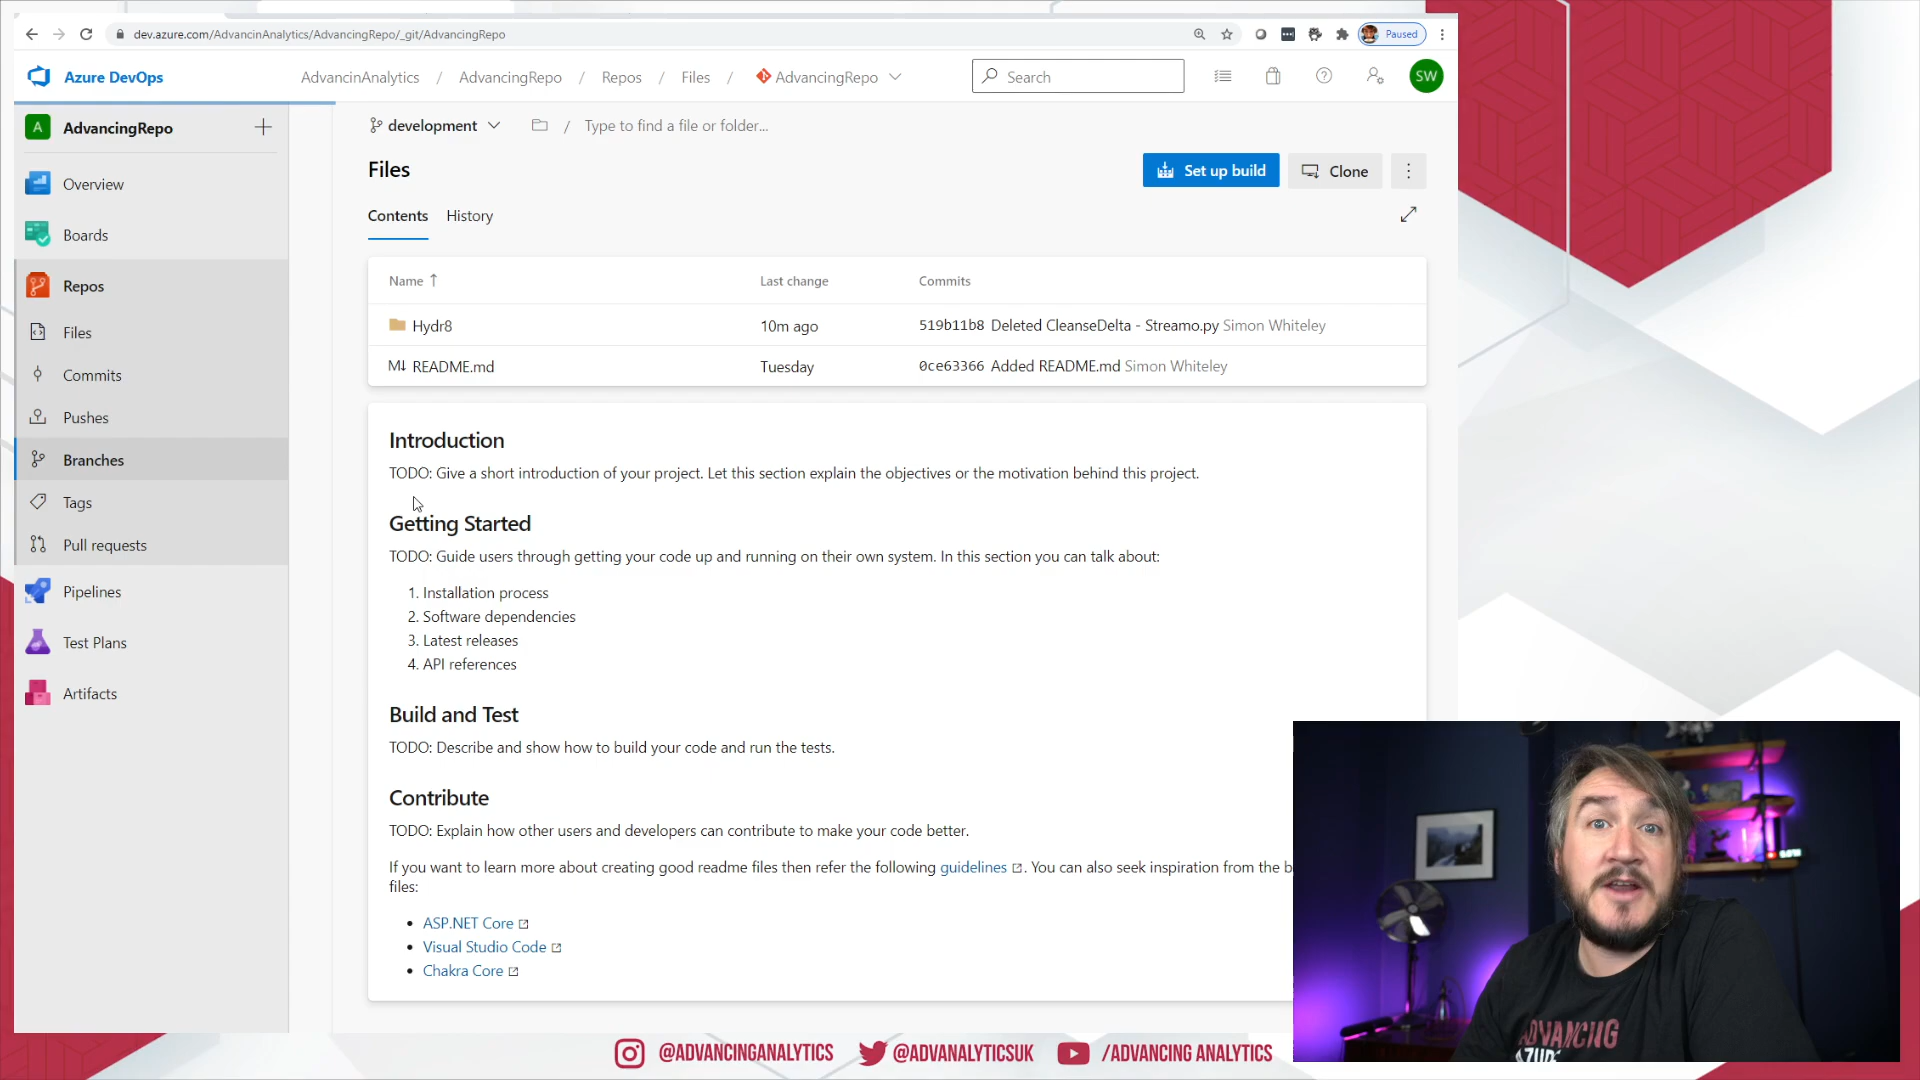 dev.azure.com/AdvancinAnalytics/AdvancingRepo/_git/AdvancingRepo
Paused
Azure DevOps
AdvancinAnalytics / AdvancingRepo / Repos / Files / AdvancingRepo
Search
SW
A AdvancingRepo
Overview
Boards
Repos
Files
Commits
Pushes
Branches
Tags
Pull requests
Pipelines
Test Plans
Artifacts
development / Type to find a file or folder...
Files
Set up build
Clone
Contents History
Name Last change Commits
Hydr8 10m ago 519b11b8 Deleted CleanseDelta - Streamo.py Simon Whiteley
README.md Tuesday 0ce63366 Added README.md Simon Whiteley
Introduction
TODO: Give a short introduction of your project. Let this section explain the objectives or the motivation behind this project.
Getting Started
TODO: Guide users through getting your code up and running on their own system. In this section you can talk about:
1. Installation process
2. Software dependencies
3. Latest releases
4. API references
Build and Test
TODO: Describe and show how to build your code and run the tests.
Contribute
TODO: Explain how other users and developers can contribute to make your code better.
If you want to learn more about creating good readme files then refer the following guidelines. You can also seek inspiration from the b
files:
• ASP.NET Core
• Visual Studio Code
• Chakra Core
ADVANCING
AZURE
@ADVANCINGANALYTICS @ADVANALYTICSUK /ADVANCING ANALYTICS